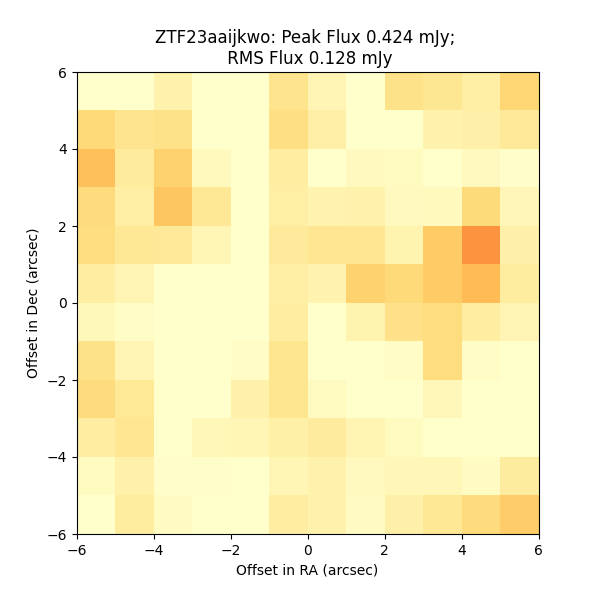 ZTF23aaijkwo: Peak Flux 0.424 mJy;
RMS Flux 0.128 mJy
6
4
2
0
−2
−4
−6
Offset in Dec (arcsec)
−6 −4 −2 0 2 4 6
Offset in RA (arcsec)